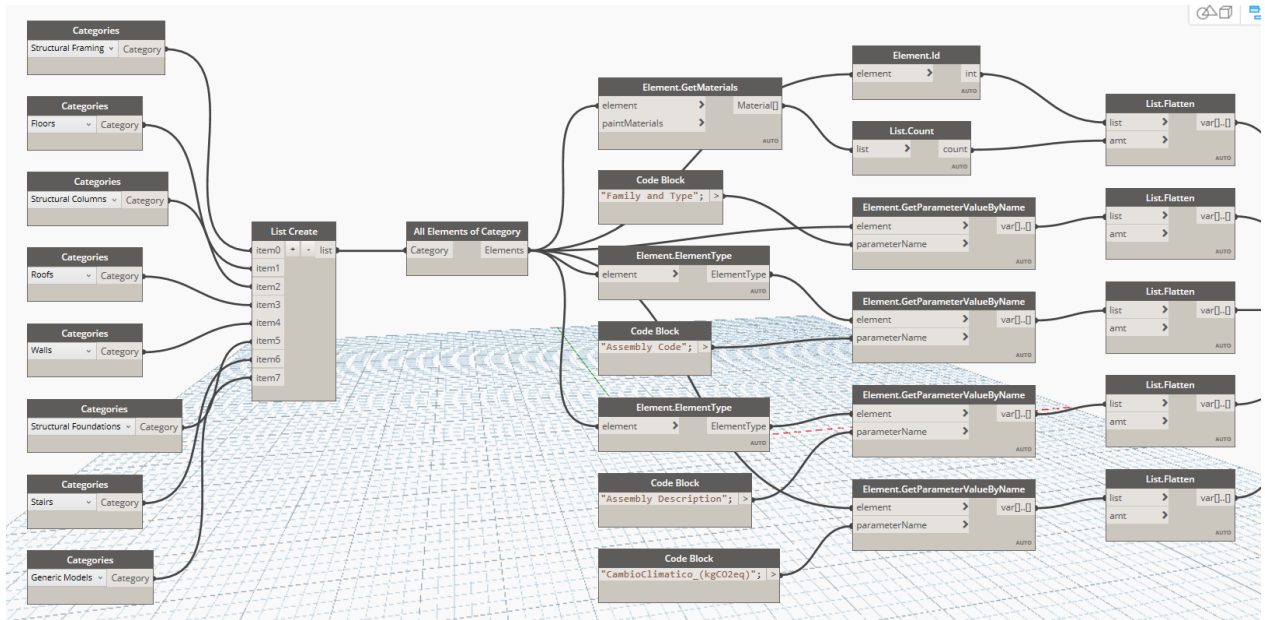 Categories
Structural Framing Category
Categories
Floors Category
Categories
Structural Columns Category
Categories
Roofs Category
Categories
Walls Category
Categories
Structural Foundations Category
Categories
Stairs Category
Categories
Generic Models Category
List Create
item0 + - list
item1
item2
item3
item4
item5
item6
item7
All Elements of Category
Category Elements
Element.GetMaterials
element > Material[]
paintMaterials >
AUTO
Code Block
"Family and Type"; >
Element.ElementType
element > ElementType
AUTO
Code Block
"Assembly Code"; >
Element.ElementType
element > ElementType
AUTO
Code Block
"Assembly Description"; >
Code Block
"CambioClimatico_(kgCO2eq)"; >
Element.Id
element > int
AUTO
List.Count
list > count
AUTO
Element.GetParameterValueByName
element > var[]..[]
parameterName >
AUTO
Element.GetParameterValueByName
element > var[]..[]
parameterName >
AUTO
Element.GetParameterValueByName
element > var[]..[]
parameterName >
AUTO
Element.GetParameterValueByName
element > var[]..[]
parameterName >
AUTO
List.Flatten
list > var[]..[]
amt >
AUTO
List.Flatten
list > var[]..[]
amt >
AUTO
List.Flatten
list > var[]..[]
amt >
AUTO
List.Flatten
list > var[]..[]
amt >
AUTO
List.Flatten
list > var[]..[]
amt >
AUTO